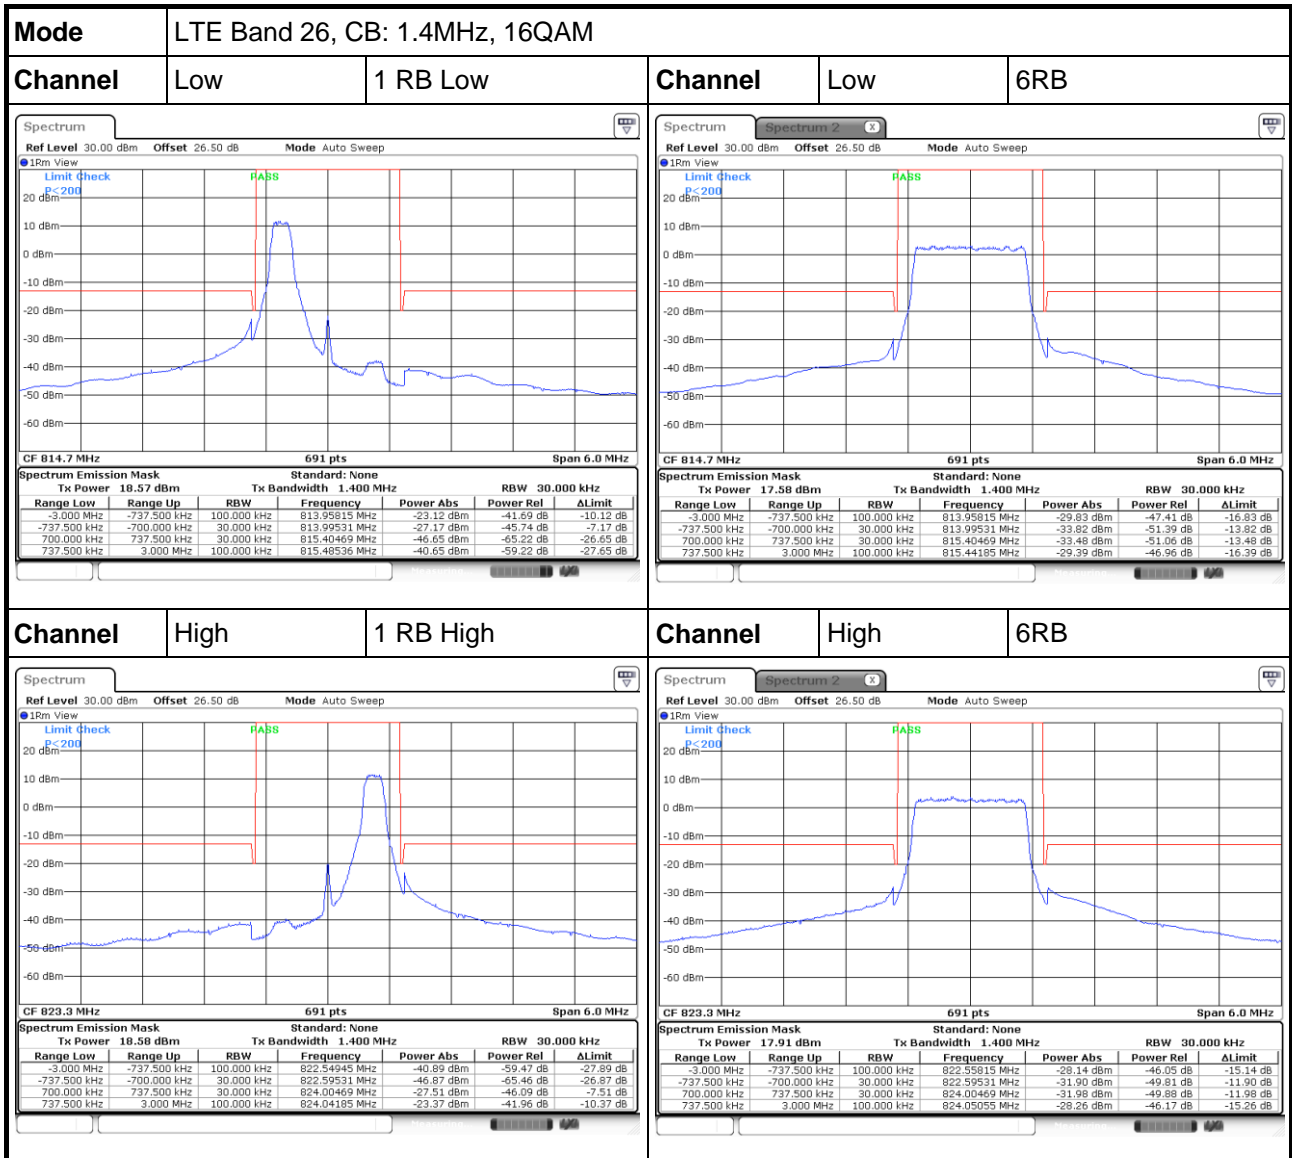 Mode LTE Band 26, CB: 1.4MHz, 16QAM
Channel Low 1 RB Low Channel Low 6RB
Spectrum
Ref Level 30.00 dBm Offset 26.50 dB Mode Auto Sweep
1Rm View
Limit Check PASS
P<200
20 dBm
10 dBm
0 dBm
-10 dBm
-20 dBm
-30 dBm
-40 dBm
-50 dBm
-60 dBm
CF 814.7 MHz 691 pts Span 6.0 MHz
Spectrum Emission Mask Standard: None
Tx Power 18.57 dBm Tx Bandwidth 1.400 MHz RBW 30.000 kHz
Range Low Range Up RBW Frequency Power Abs Power Rel ΔLimit
-3.000 MHz -737.500 kHz 100.000 kHz 813.95815 MHz -23.12 dBm -41.69 dB -10.12 dB
-737.500 kHz -700.000 kHz 30.000 kHz 813.99531 MHz -27.17 dBm -45.74 dB -7.17 dB
700.000 kHz 737.500 kHz 30.000 kHz 815.40469 MHz -46.65 dBm -65.22 dB -26.65 dB
737.500 kHz 3.000 MHz 100.000 kHz 815.48536 MHz -40.65 dBm -59.22 dB -27.65 dB
Spectrum Spectrum 2 X
Ref Level 30.00 dBm Offset 26.50 dB Mode Auto Sweep
1Rm View
Limit Check PASS
P<200
20 dBm
10 dBm
0 dBm
-10 dBm
-20 dBm
-30 dBm
-40 dBm
-50 dBm
-60 dBm
CF 814.7 MHz 691 pts Span 6.0 MHz
Spectrum Emission Mask Standard: None
Tx Power 17.58 dBm Tx Bandwidth 1.400 MHz RBW 30.000 kHz
Range Low Range Up RBW Frequency Power Abs Power Rel ΔLimit
-3.000 MHz -737.500 kHz 100.000 kHz 813.95815 MHz -29.83 dBm -47.41 dB -16.83 dB
-737.500 kHz -700.000 kHz 30.000 kHz 813.99531 MHz -33.82 dBm -51.39 dB -13.82 dB
700.000 kHz 737.500 kHz 30.000 kHz 815.40469 MHz -33.48 dBm -51.06 dB -13.48 dB
737.500 kHz 3.000 MHz 100.000 kHz 815.44185 MHz -29.39 dBm -46.96 dB -16.39 dB
Channel High 1 RB High Channel High 6RB
Spectrum
Ref Level 30.00 dBm Offset 26.50 dB Mode Auto Sweep
1Rm View
Limit Check PASS
P<200
20 dBm
10 dBm
0 dBm
-10 dBm
-20 dBm
-30 dBm
-40 dBm
-50 dBm
-60 dBm
CF 823.3 MHz 691 pts Span 6.0 MHz
Spectrum Emission Mask Standard: None
Tx Power 18.58 dBm Tx Bandwidth 1.400 MHz RBW 30.000 kHz
Range Low Range Up RBW Frequency Power Abs Power Rel ΔLimit
-3.000 MHz -737.500 kHz 100.000 kHz 822.54945 MHz -40.89 dBm -59.47 dB -27.89 dB
-737.500 kHz -700.000 kHz 30.000 kHz 822.59531 MHz -46.87 dBm -65.46 dB -26.87 dB
700.000 kHz 737.500 kHz 30.000 kHz 824.00469 MHz -27.51 dBm -46.09 dB -7.51 dB
737.500 kHz 3.000 MHz 100.000 kHz 824.04185 MHz -23.37 dBm -41.96 dB -10.37 dB
Spectrum Spectrum 2 X
Ref Level 30.00 dBm Offset 26.50 dB Mode Auto Sweep
1Rm View
Limit Check PASS
P<200
20 dBm
10 dBm
0 dBm
-10 dBm
-20 dBm
-30 dBm
-40 dBm
-50 dBm
-60 dBm
CF 823.3 MHz 691 pts Span 6.0 MHz
Spectrum Emission Mask Standard: None
Tx Power 17.91 dBm Tx Bandwidth 1.400 MHz RBW 30.000 kHz
Range Low Range Up RBW Frequency Power Abs Power Rel ΔLimit
-3.000 MHz -737.500 kHz 100.000 kHz 822.55815 MHz -28.14 dBm -46.05 dB -15.14 dB
-737.500 kHz -700.000 kHz 30.000 kHz 822.59531 MHz -31.90 dBm -49.81 dB -11.90 dB
700.000 kHz 737.500 kHz 30.000 kHz 824.00469 MHz -31.98 dBm -49.88 dB -11.98 dB
737.500 kHz 3.000 MHz 100.000 kHz 824.05055 MHz -28.26 dBm -46.17 dB -15.26 dB